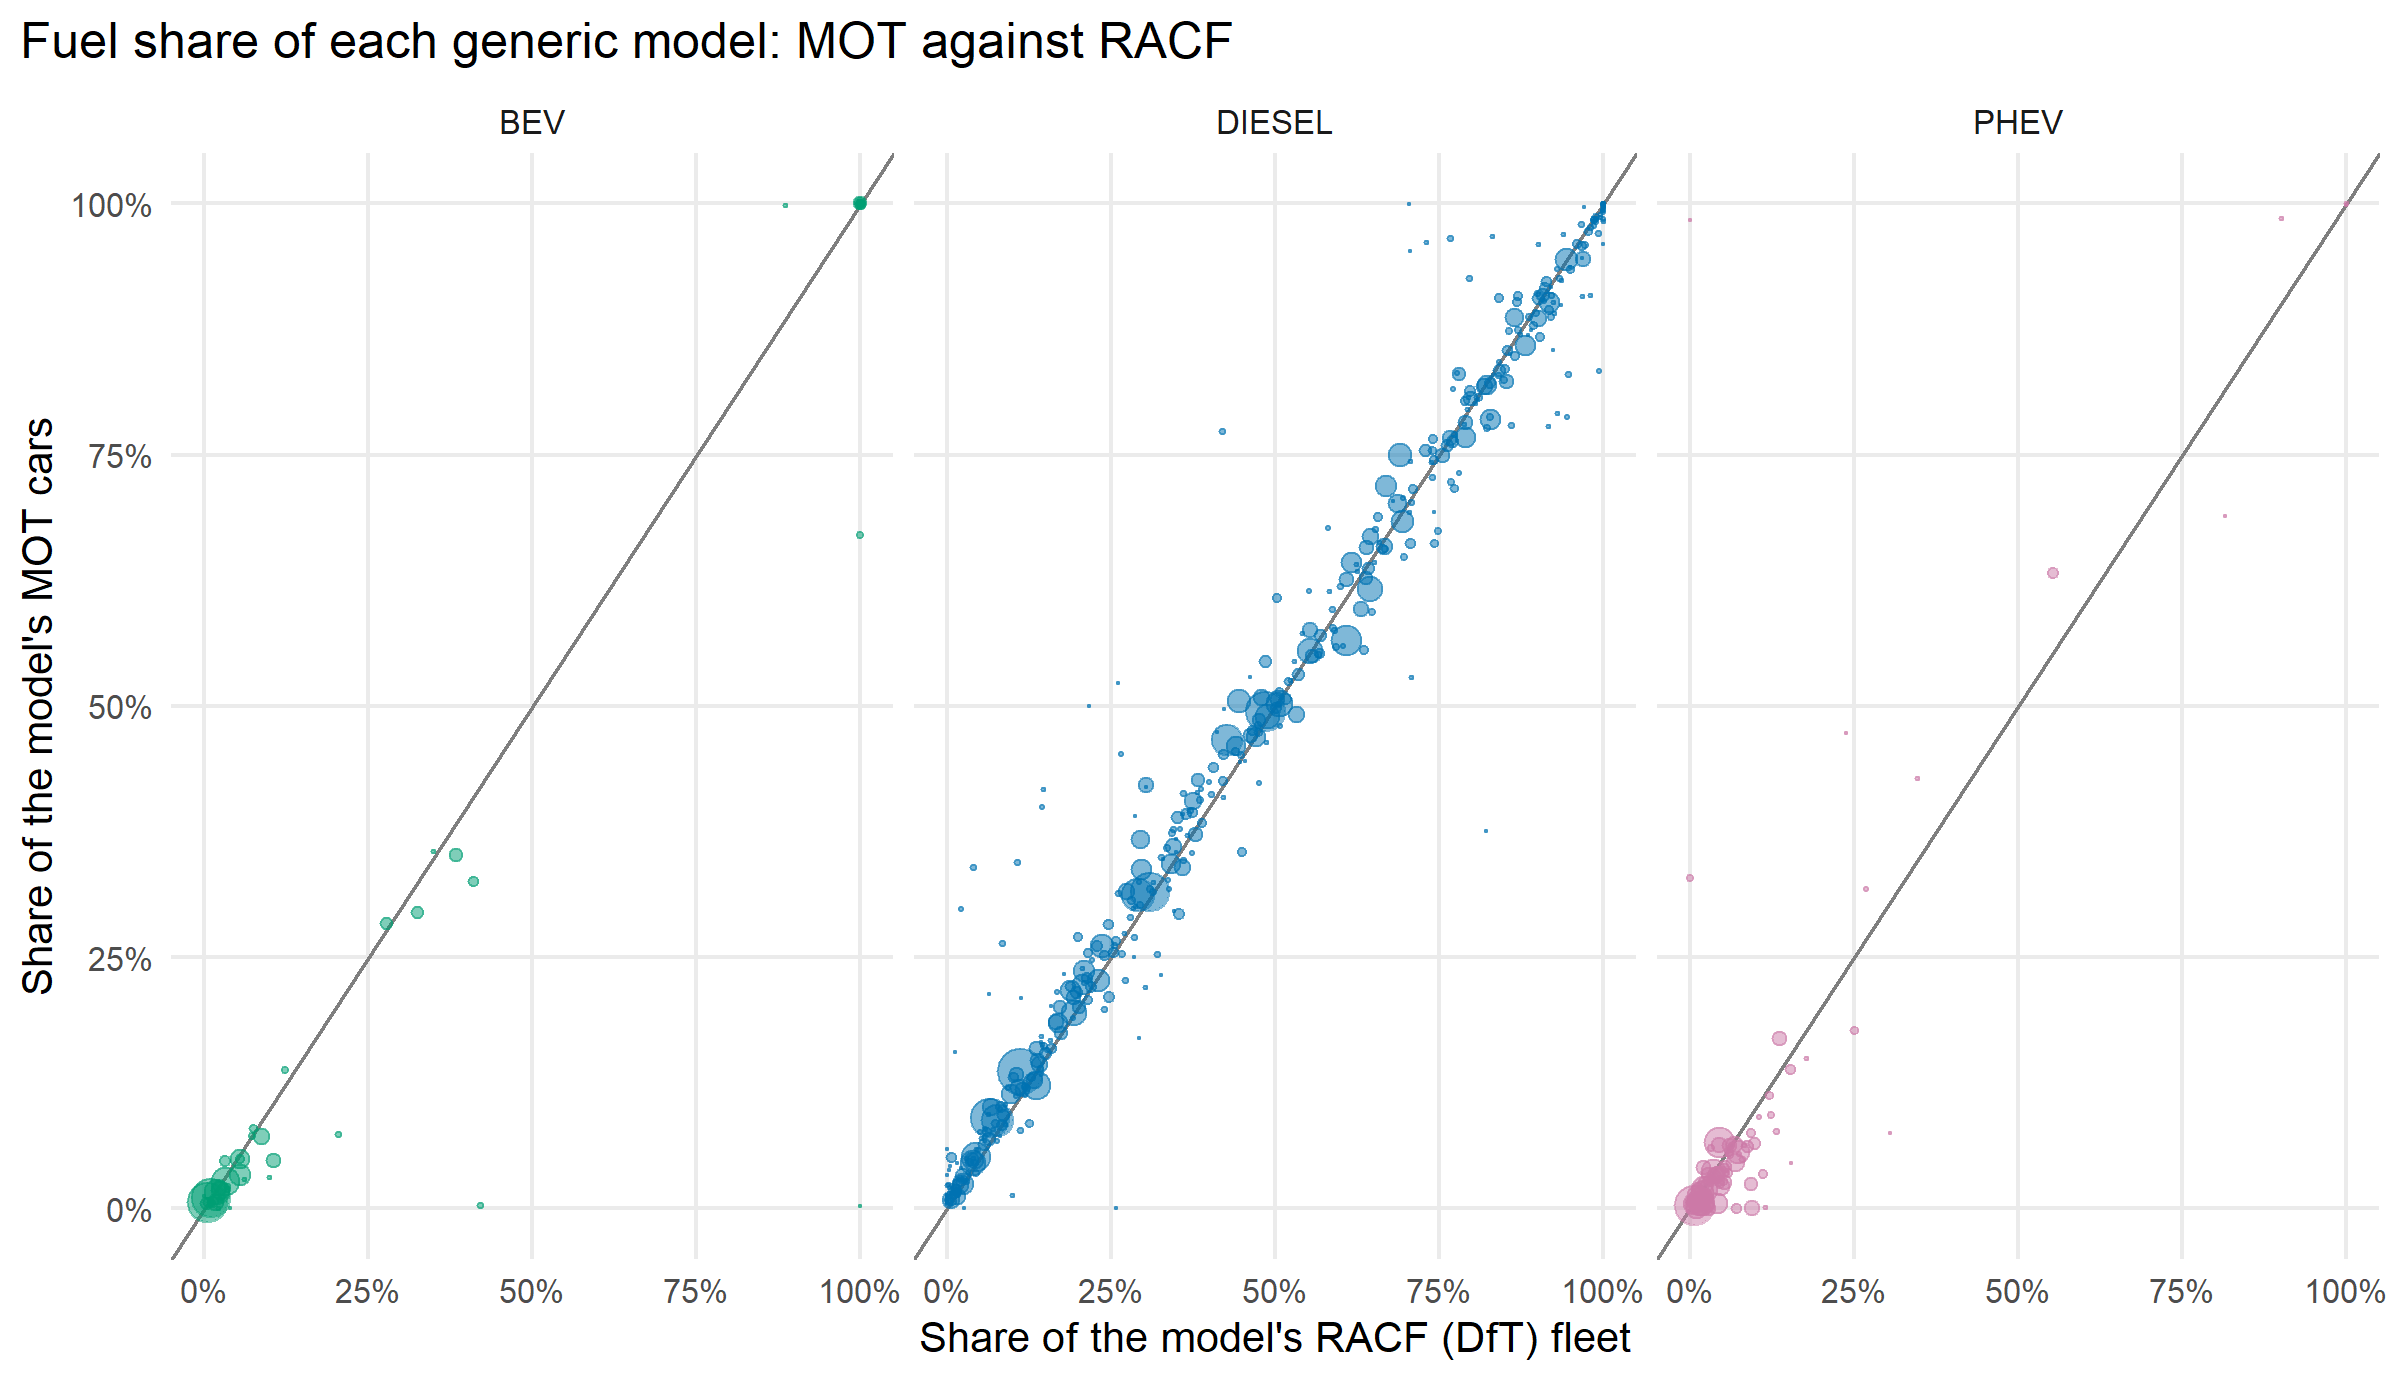 Fuel share of each generic model: MOT against RACF
BEV
DIESEL
PHEV
Share of the model's MOT cars
100%
75%
50%
25%
0%
0% 25% 50% 75% 100%
0% 25% 50% 75% 100%
0% 25% 50% 75% 100%
Share of the model's RACF (DfT) fleet